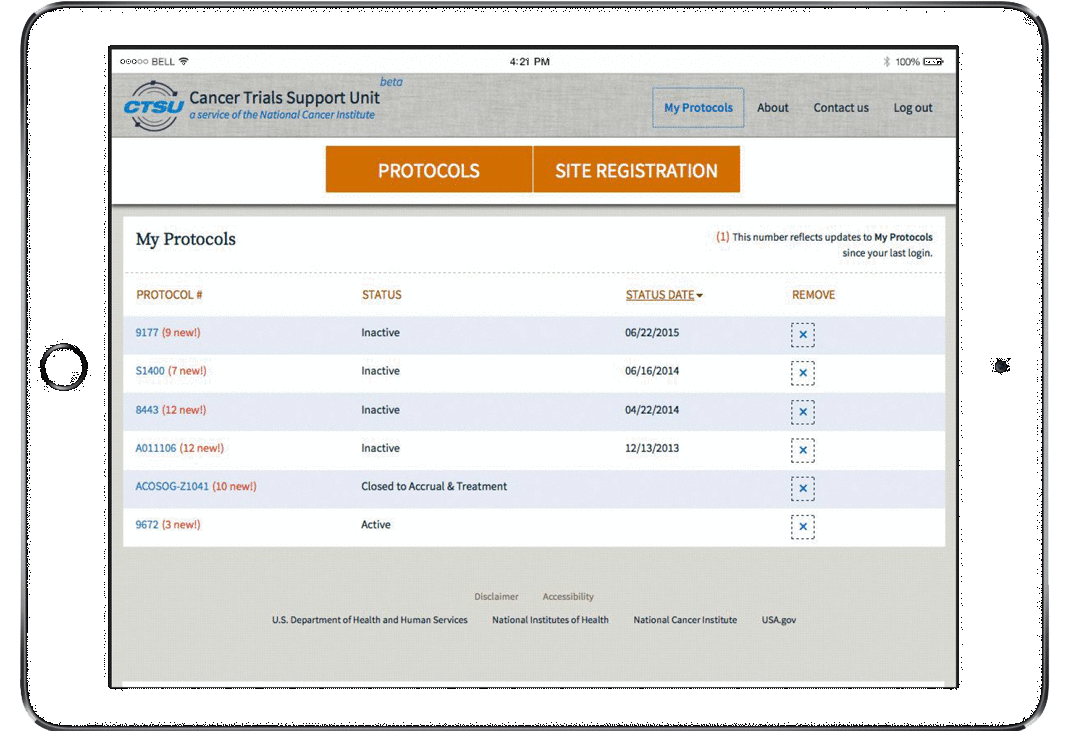 BELL
4:21 PM
100%
CTSU
Cancer Trials Support Unit
beta
a service of the National Cancer Institute
My Protocols
About
Contact us
Log out
PROTOCOLS
SITE REGISTRATION
My Protocols
(1) This number reflects updates to My Protocols
since your last login.
PROTOCOL # STATUS STATUS DATE REMOVE
9177 (9 new!) Inactive 06/22/2015
S1400 (7 new!) Inactive 06/16/2014
8443 (12 new!) Inactive 04/22/2014
A011106 (12 new!) Inactive 12/13/2013
ACOSOG-Z1041 (10 new!) Closed to Accrual & Treatment
9672 (3 new!) Active
Disclaimer Accessibility
U.S. Department of Health and Human Services National Institutes of Health National Cancer Institute USA.gov